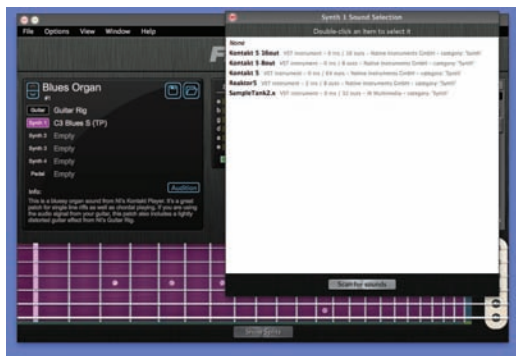 File Options View Window Help
F
Blues Organ
#1
Guitar Guitar Rig
Synth 1 C3 Blues S (TP)
Synth 2 Empty
Synth 3 Empty
Synth 4 Empty
Pedal Empty
Info: Audition
This is a bluesy organ sound from NI's Kontakt Player. It's a great
patch for single line riffs as well as chordal playing. If you are using
the audio signal from your guitar, this patch also includes a lightly
distorted guitar effect from NI's Guitar Rig.
Synth 1 Sound Selection
Double-click an item to select it
None
Kontakt 5 16out VST instrument – 0 ins / 16 outs – Native Instruments GmbH – category: "Synth"
Kontakt 5 8out VST instrument – 0 ins / 8 outs – Native Instruments GmbH – category: "Synth"
Kontakt 5 VST instrument – 0 ins / 64 outs – Native Instruments GmbH – category: "Synth"
Reaktor5 VST instrument – 2 ins / 8 outs – Native Instruments GmbH – category: "Synth"
SampleTank2.x VST instrument – 0 ins / 32 outs – IK Multimedia – category: "Synth"
Scan for sounds